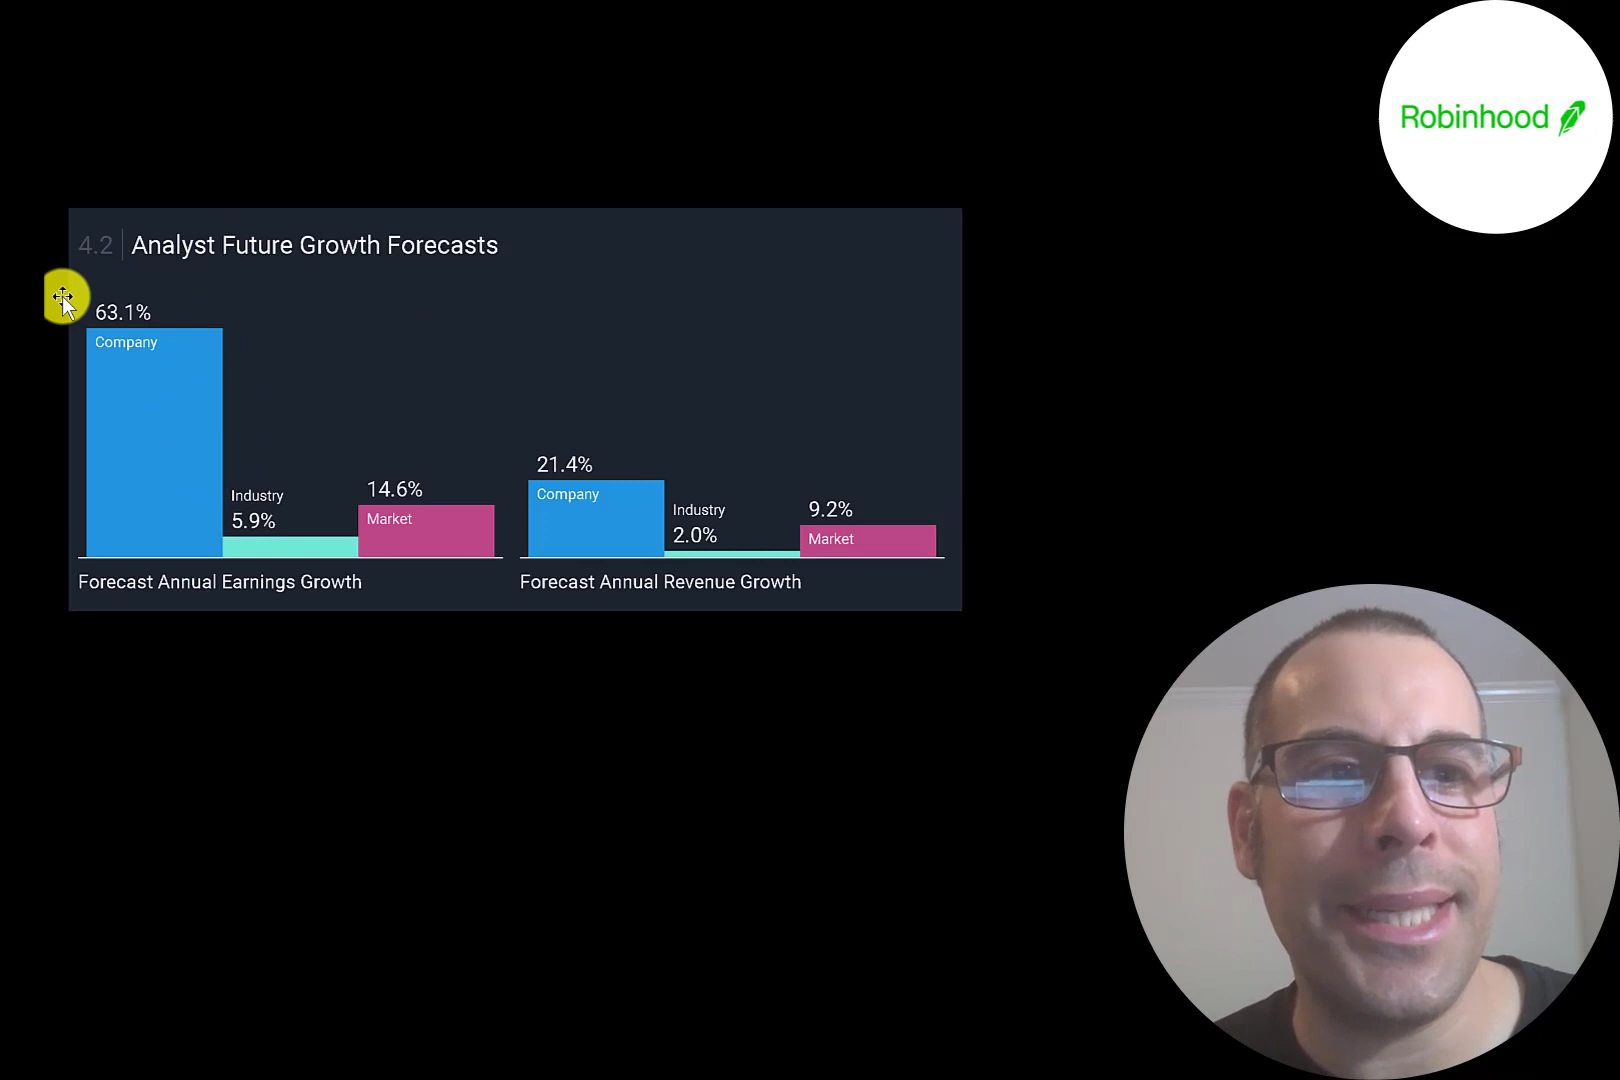 Robinhood
4.2 Analyst Future Growth Forecasts
63.1%
Company
Industry
5.9%
14.6%
Market
Forecast Annual Earnings Growth
21.4%
Company
Industry
2.0%
9.2%
Market
Forecast Annual Revenue Growth